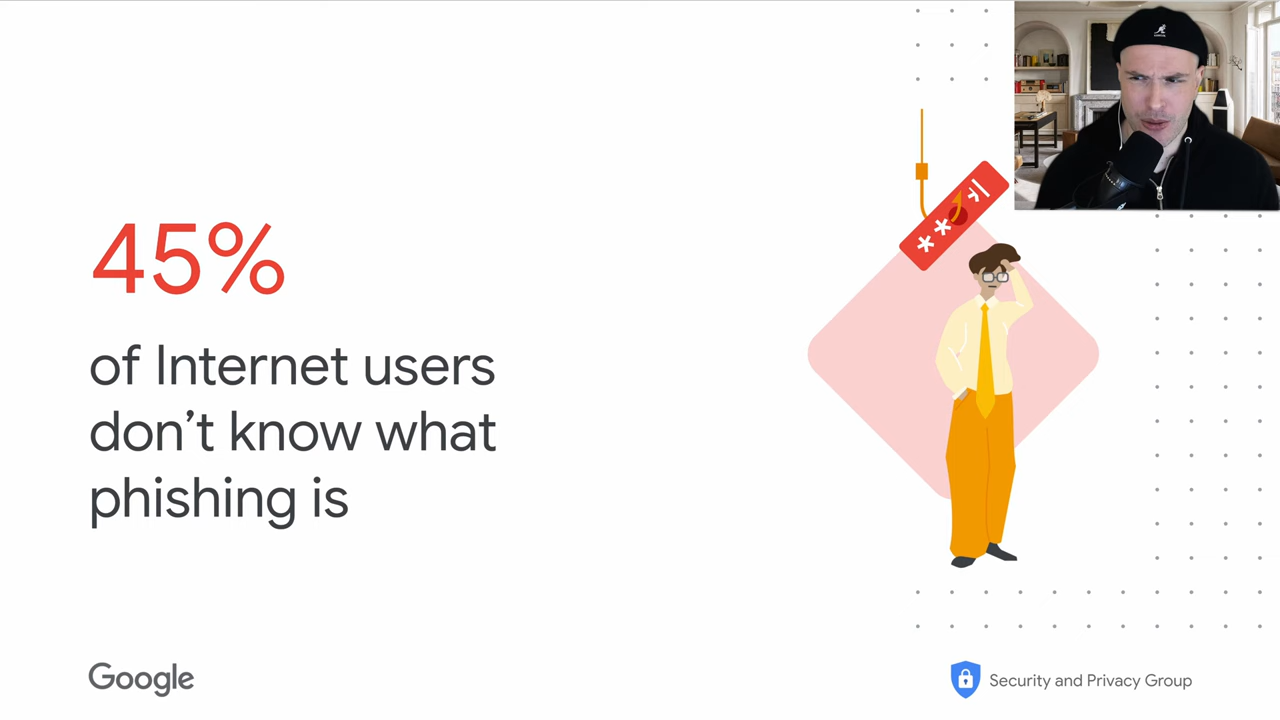 45%
of Internet users
don’t know what
phishing is
Google
Security and Privacy Group